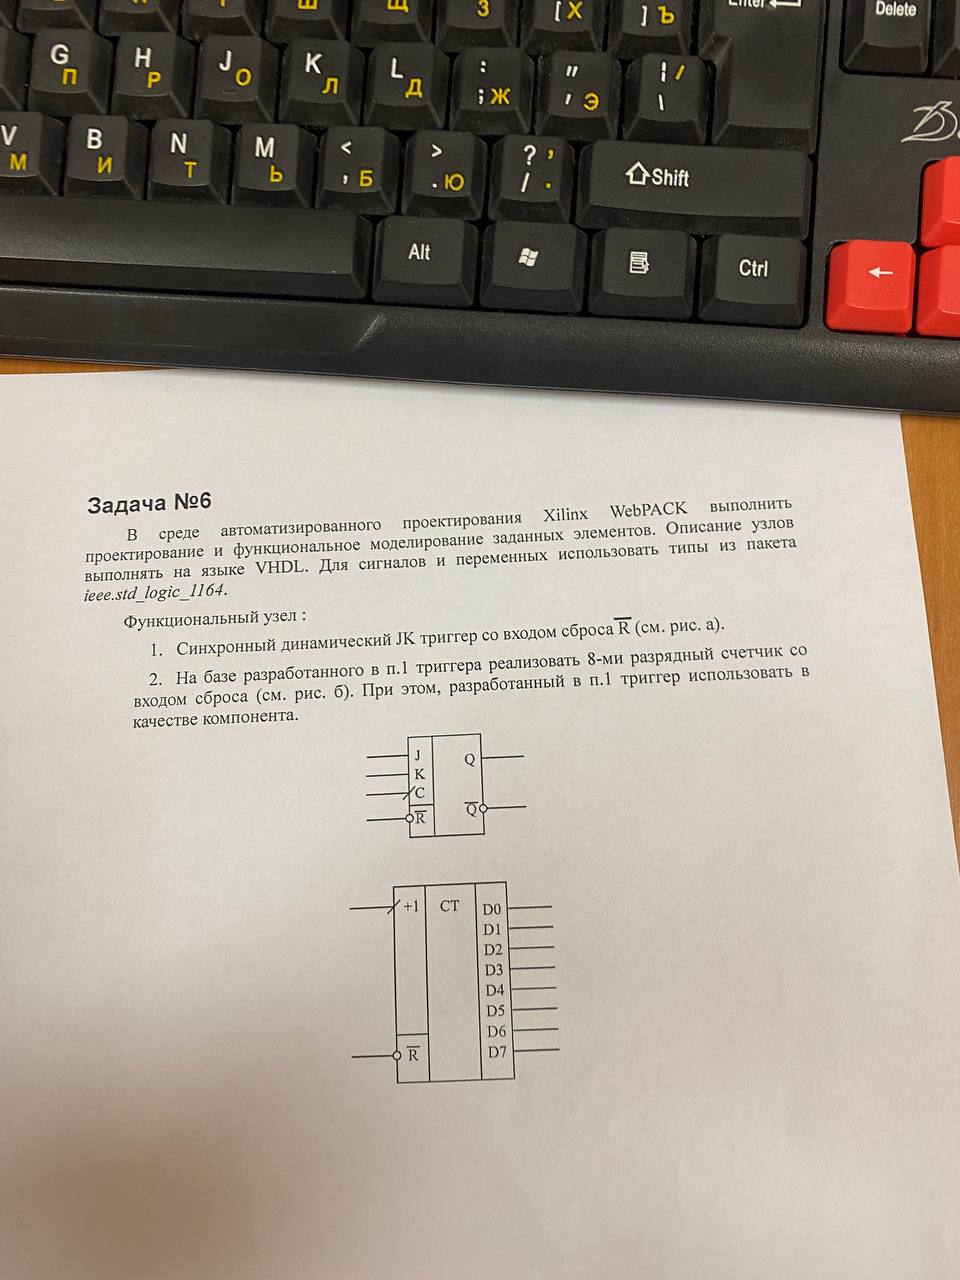 Ш Щ З [ Х ] Ъ Enter Delete
G П H Р J О K Л L Д : ; Ж " ' Э ¦ / \
V М B И N Т M Ь < , Б > . Ю ? , / . Shift
Alt Ctrl
Задача №6
В среде автоматизированного проектирования Xilinx WebPACK выполнить
проектирование и функциональное моделирование заданных элементов. Описание узлов
выполнять на языке VHDL. Для сигналов и переменных использовать типы из пакета
ieee.std_logic_1164.
Функциональный узел :
1. Синхронный динамический JK триггер со входом сброса R̅ (см. рис. а).
2. На базе разработанного в п.1 триггера реализовать 8-ми разрядный счетчик со
входом сброса (см. рис. б). При этом, разработанный в п.1 триггер использовать в
качестве компонента.
J Q
K
C
R̅ Q̅
+1 CT D0
D1
D2
D3
D4
D5
D6
R̅ D7